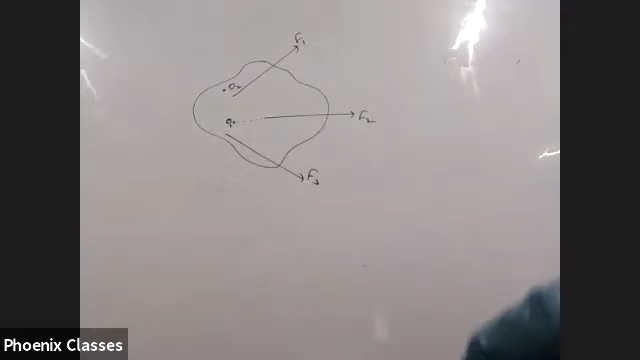 F₁
O₂
O₁
F₂
F₃
Phoenix Classes